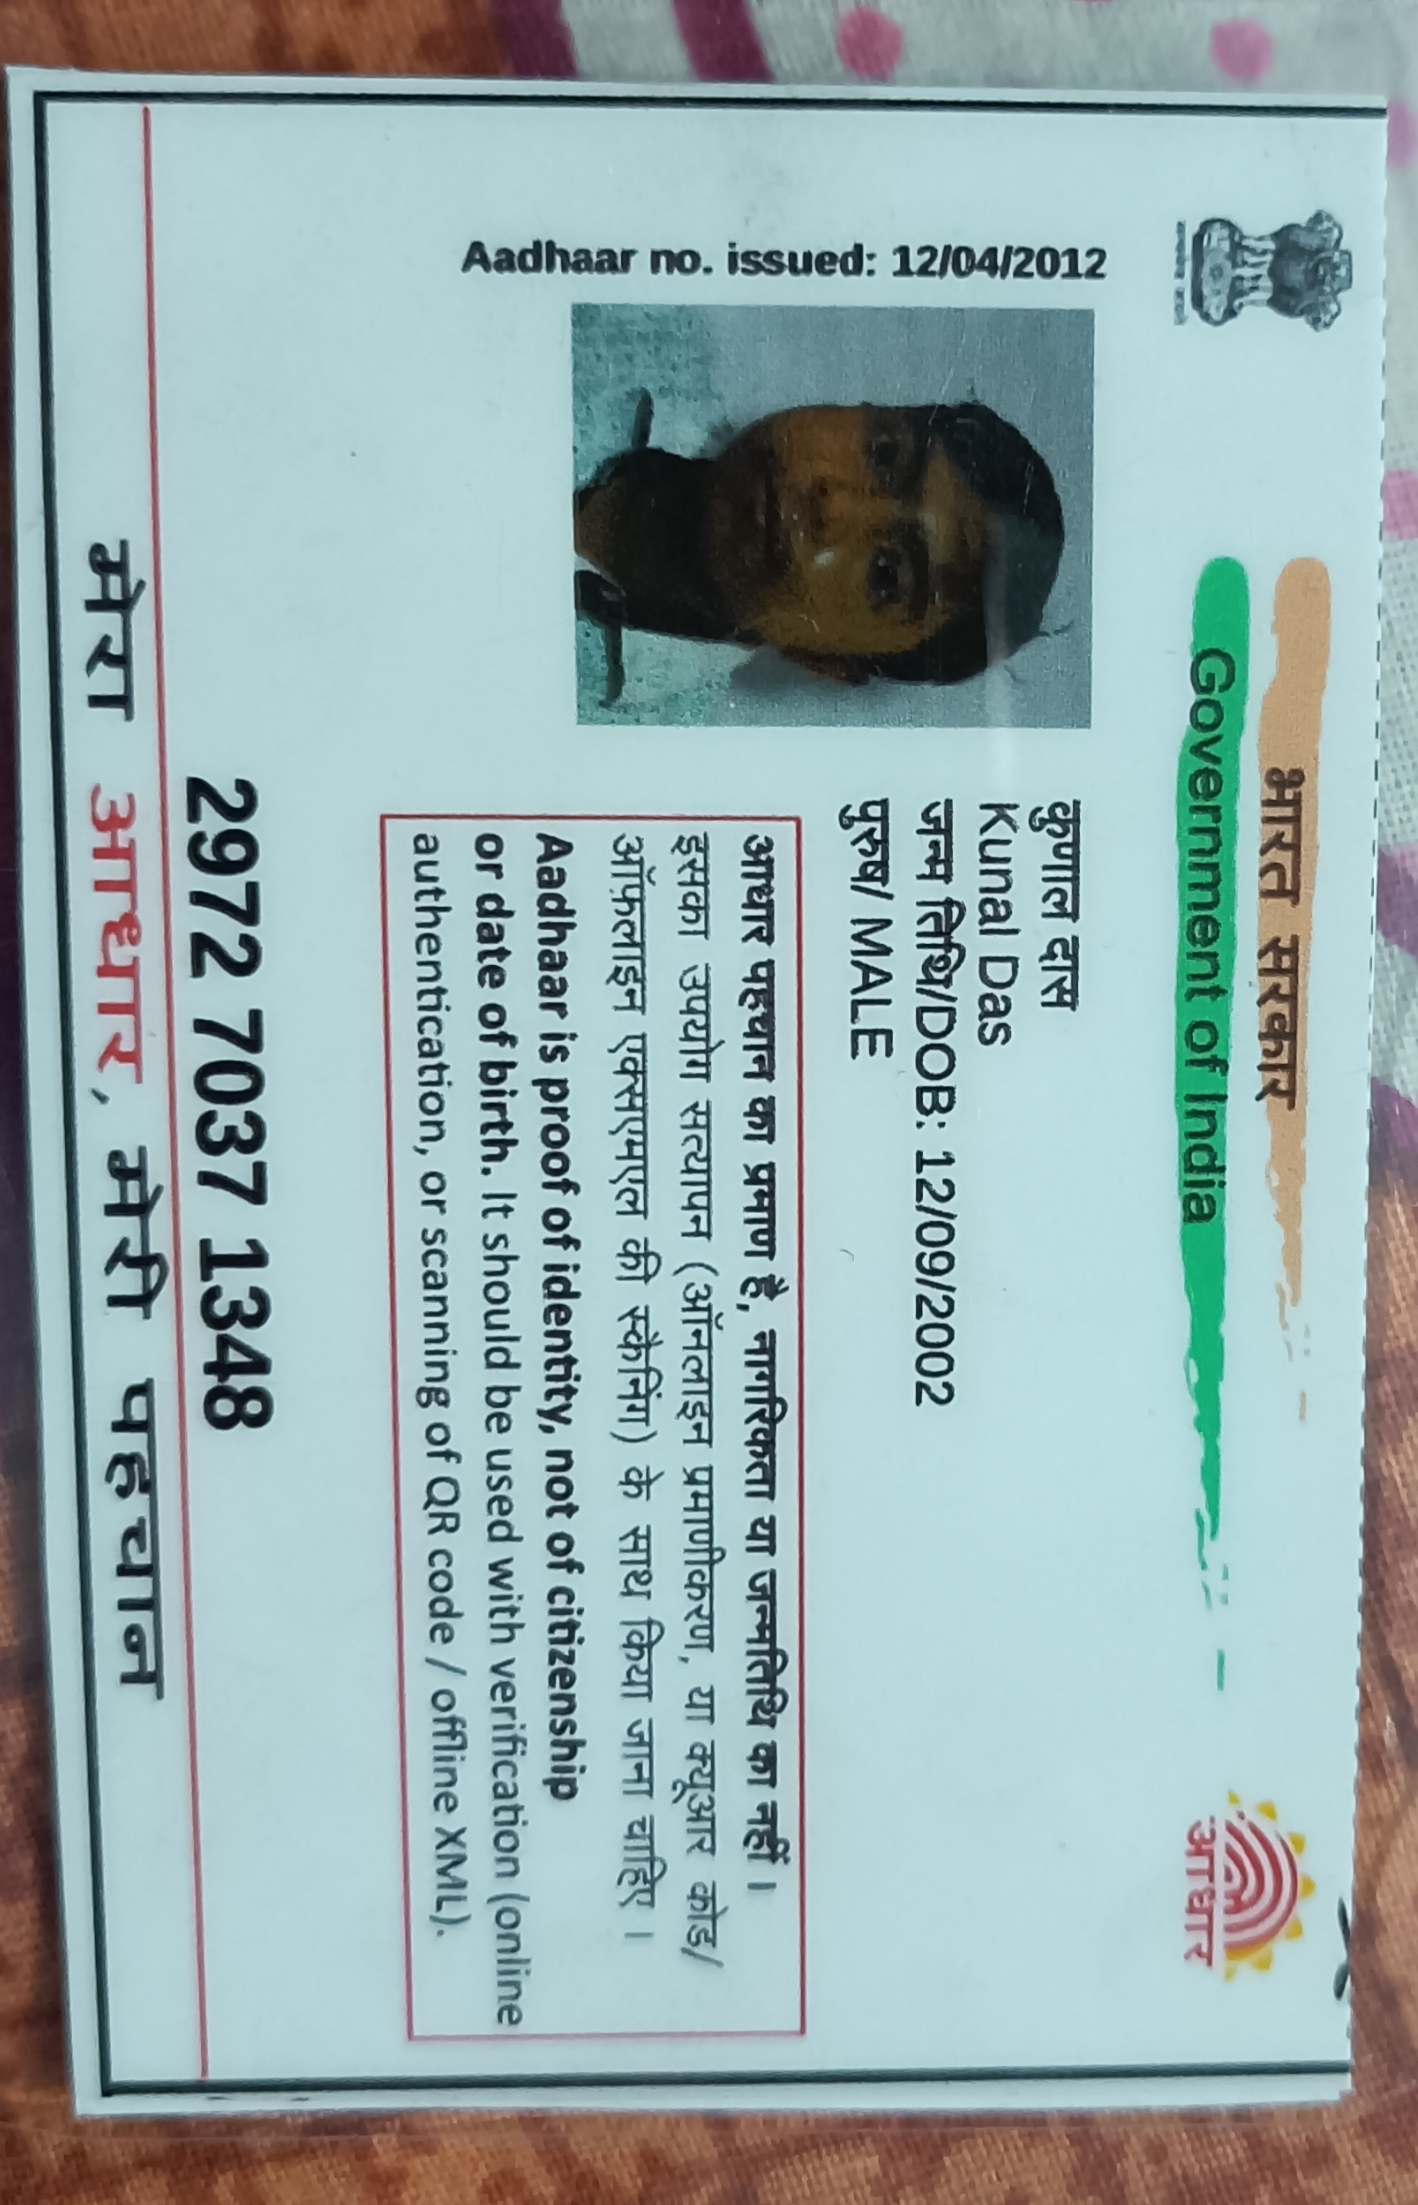 भारत सरकार
Government of India
आधार
Aadhaar no. issued: 12/04/2012
कुणाल दास
Kunal Das
जन्म तिथि/DOB: 12/09/2002
पुरुष/ MALE
आधार पहचान का प्रमाण है, नागरिकता या जन्मतिथि का नहीं ।
इसका उपयोग सत्यापन (ऑनलाइन प्रमाणीकरण, या क्यूआर कोड/
ऑफ़लाइन एक्सएमएल की स्कैनिंग) के साथ किया जाना चाहिए ।
Aadhaar is proof of identity, not of citizenship
or date of birth. It should be used with verification (online
authentication, or scanning of QR code / offline XML).
2972 7037 1348
मेरा आधार, मेरी पहचान